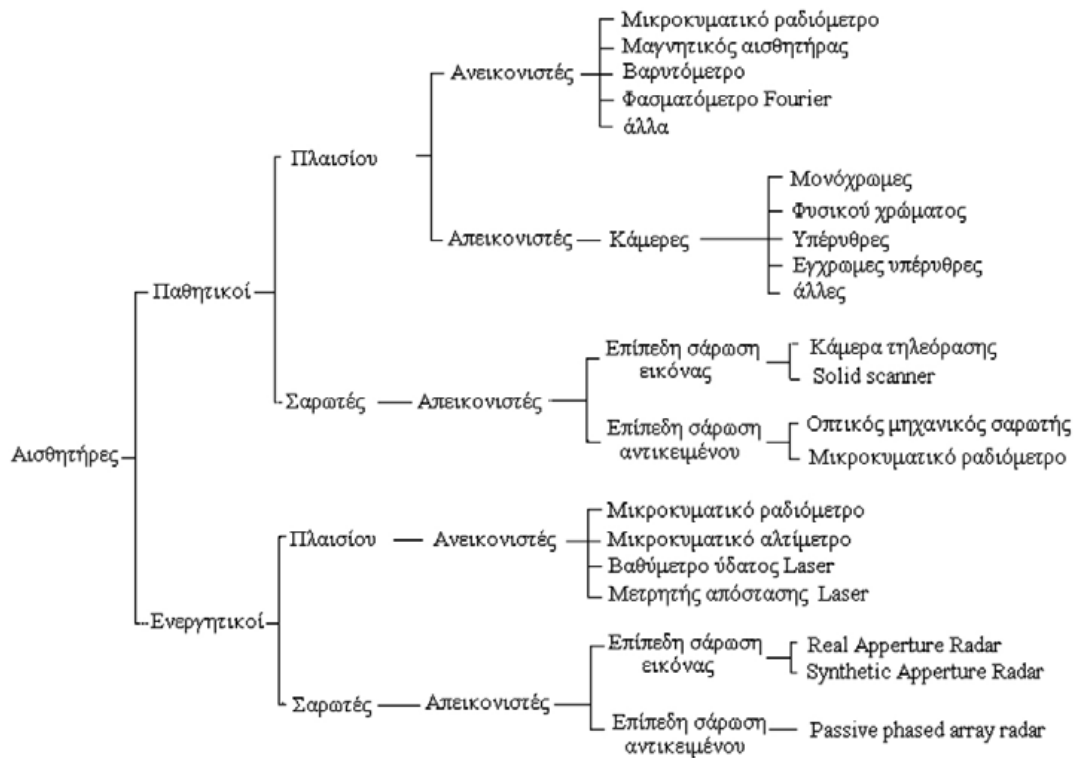 Μικροκυματικό ραδιόμετρο
Μαγνητικός αισθητήρας
Ανεικονιστές
Βαρυτόμετρο
Φασματόμετρο Fourier
άλλα
Πλαισίου
Μονόχρωμες
Φυσικού χρώματος
Απεικονιστές
Κάμερες
Υπέρυθρες
Εγχρωμες υπέρυθρες
άλλες
Παθητικοί
Επίπεδη σάρωση
εικόνας
Κάμερα τηλεόρασης
Solid scanner
Σαρωτές
Απεικονιστές
Επίπεδη σάρωση
αντικειμένου
Οπτικός μηχανικός σαρωτής
Μικροκυματικό ραδιόμετρο
Αισθητήρες
Μικροκυματικό ραδιόμετρο
Πλαισίου
Ανεικονιστές
Μικροκυματικό αλτίμετρο
Βαθύμετρο ύδατος Laser
Μετρητής απόστασης Laser
Ενεργητικοί
Επίπεδη σάρωση
εικόνας
Real Apperture Radar
Synthetic Apperture Radar
Σαρωτές
Απεικονιστές
Επίπεδη σάρωση
αντικειμένου
Passive phased array radar